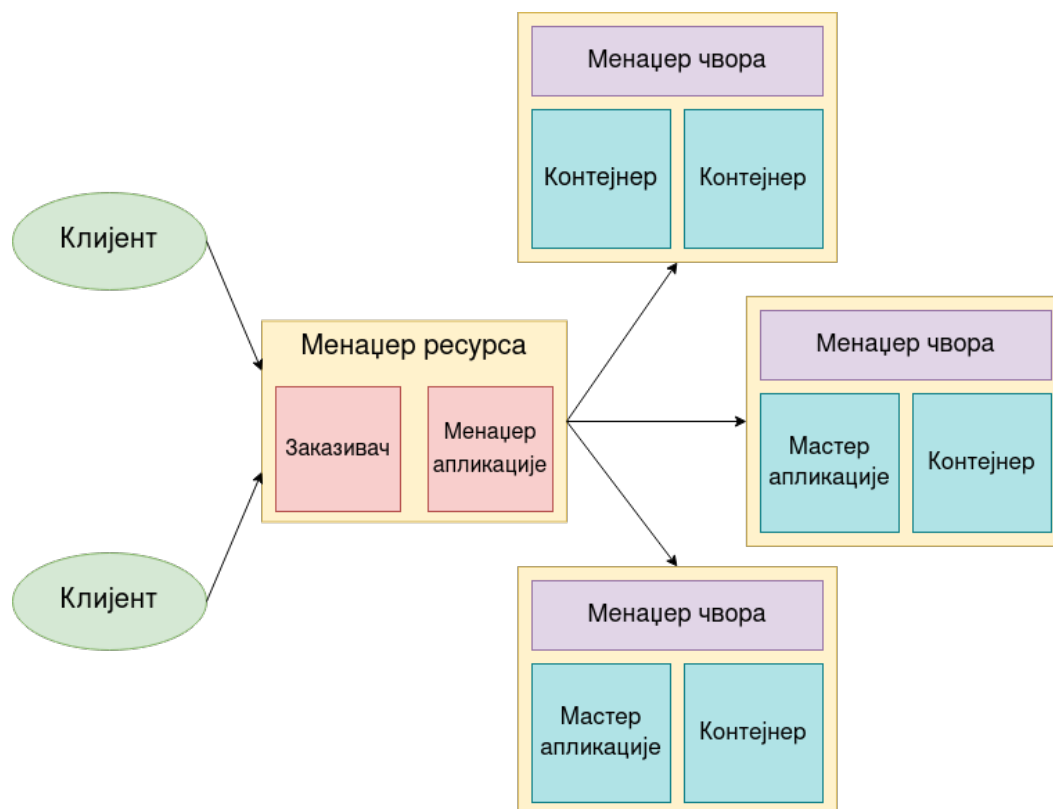 Менаџер чвора
Контејнер
Контејнер
Клијент
Менаџер ресурса
Заказивач
Менаџер
апликације
Менаџер чвора
Мастер
апликације
Контејнер
Клијент
Менаџер чвора
Мастер
апликације
Контејнер